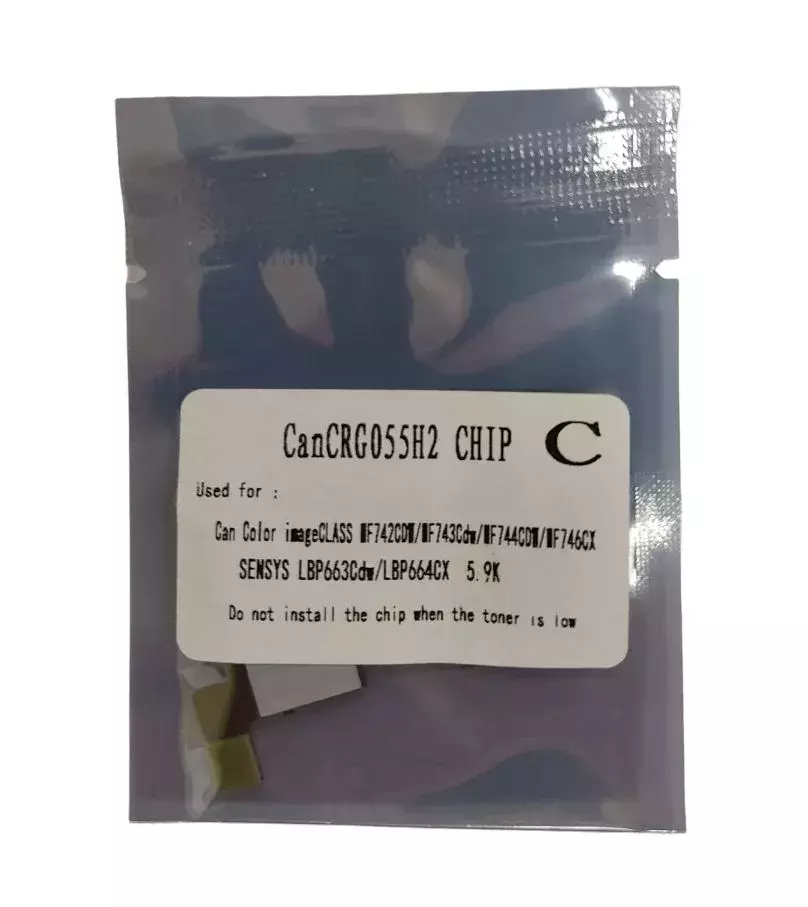 CanCRG055H2 CHIP C
Used for :
Can Color imageCLASS MF742CDW/MF743Cdw/MF744CDW/MF746CX
SENSYS LBP663Cdw/LBP664CX 5.9K
Do not install the chip when the toner is low